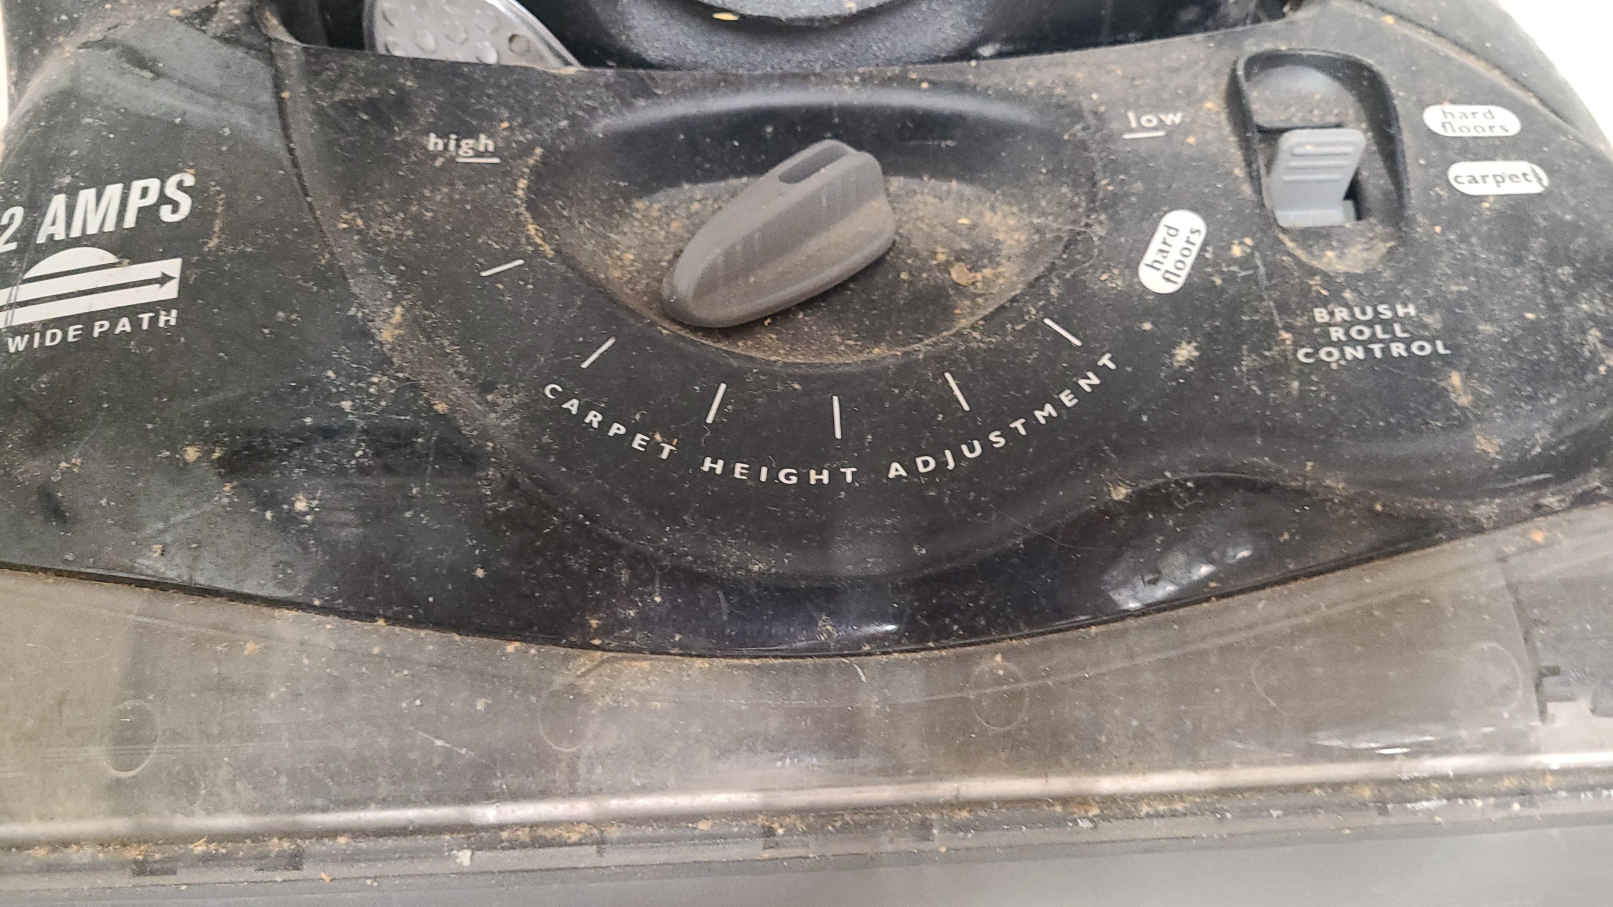 high
low
hard
floors
carpet
2 AMPS
hard
floors
WIDE PATH
BRUSH
ROLL
CONTROL
CARPET HEIGHT ADJUSTMENT